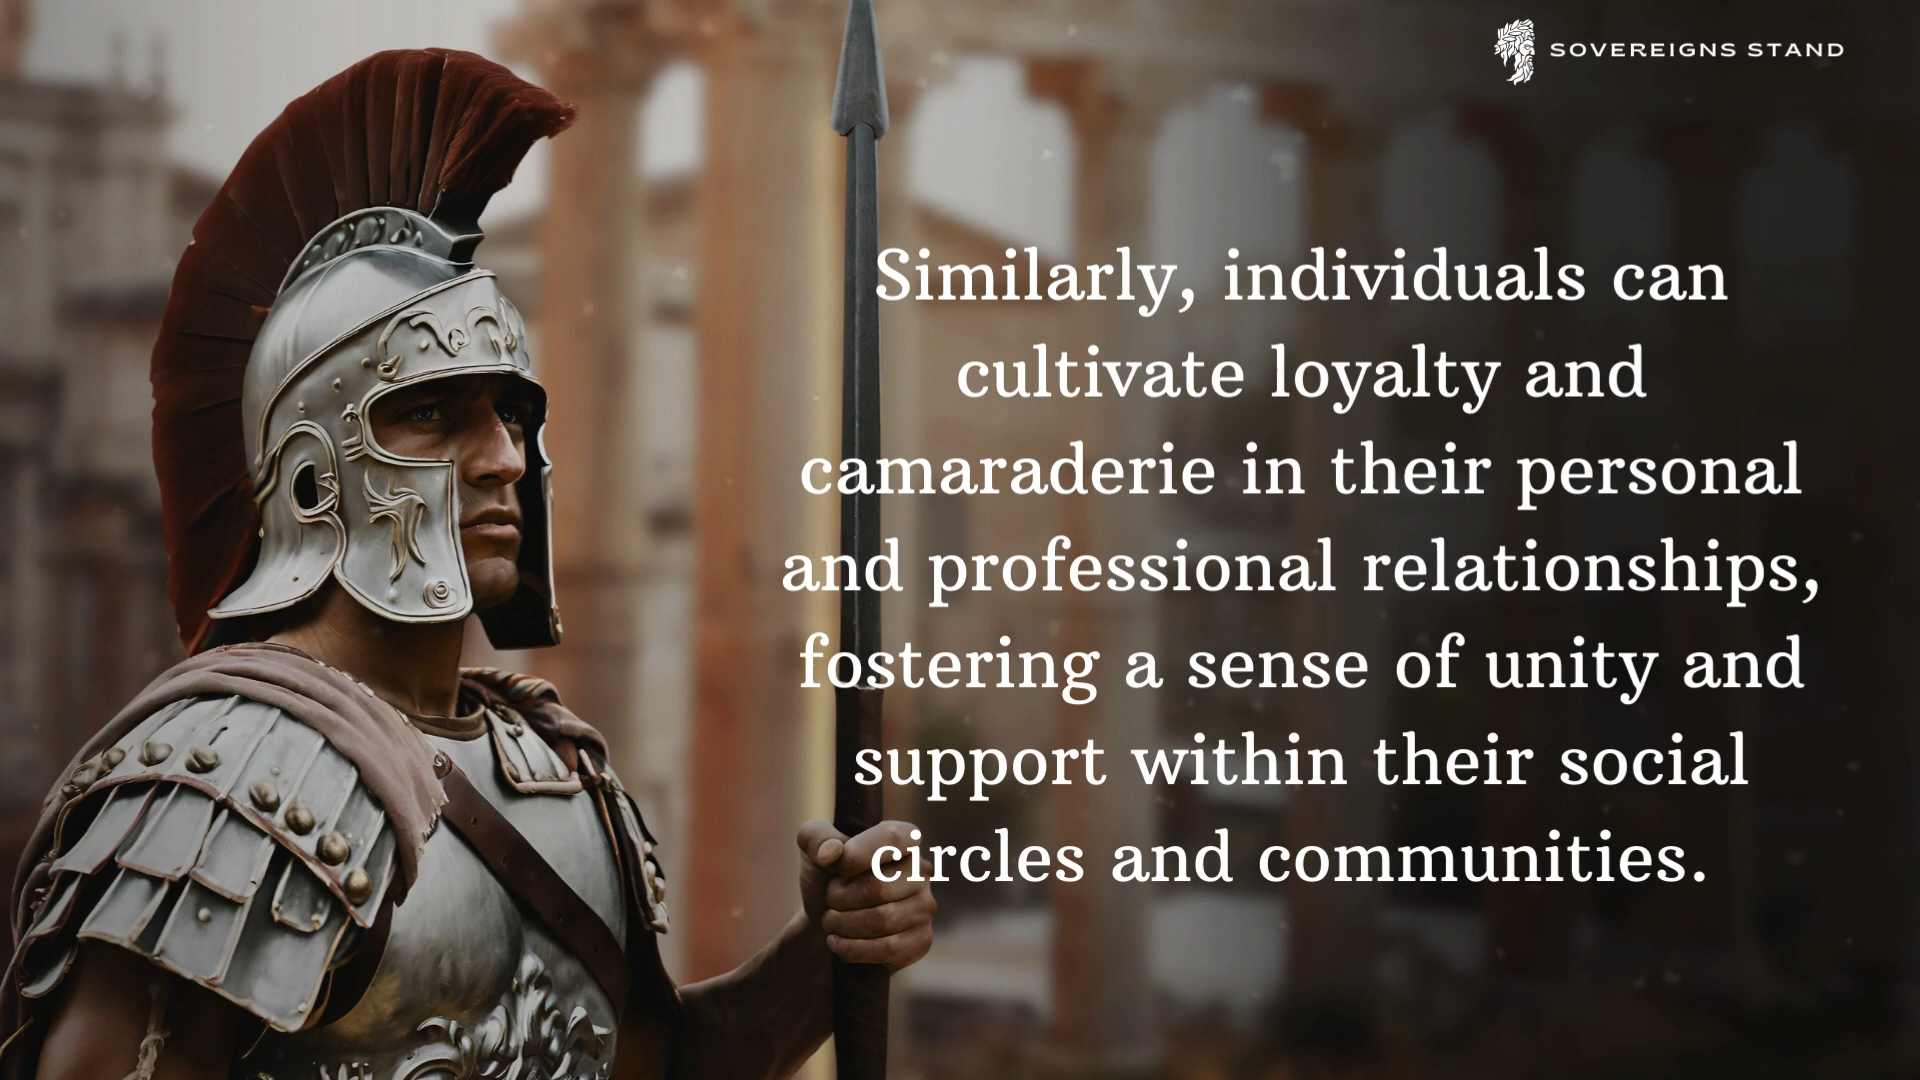 SOVEREIGNS STAND
Similarly, individuals can
cultivate loyalty and
camaraderie in their personal
and professional relationships,
fostering a sense of unity and
support within their social
circles and communities.